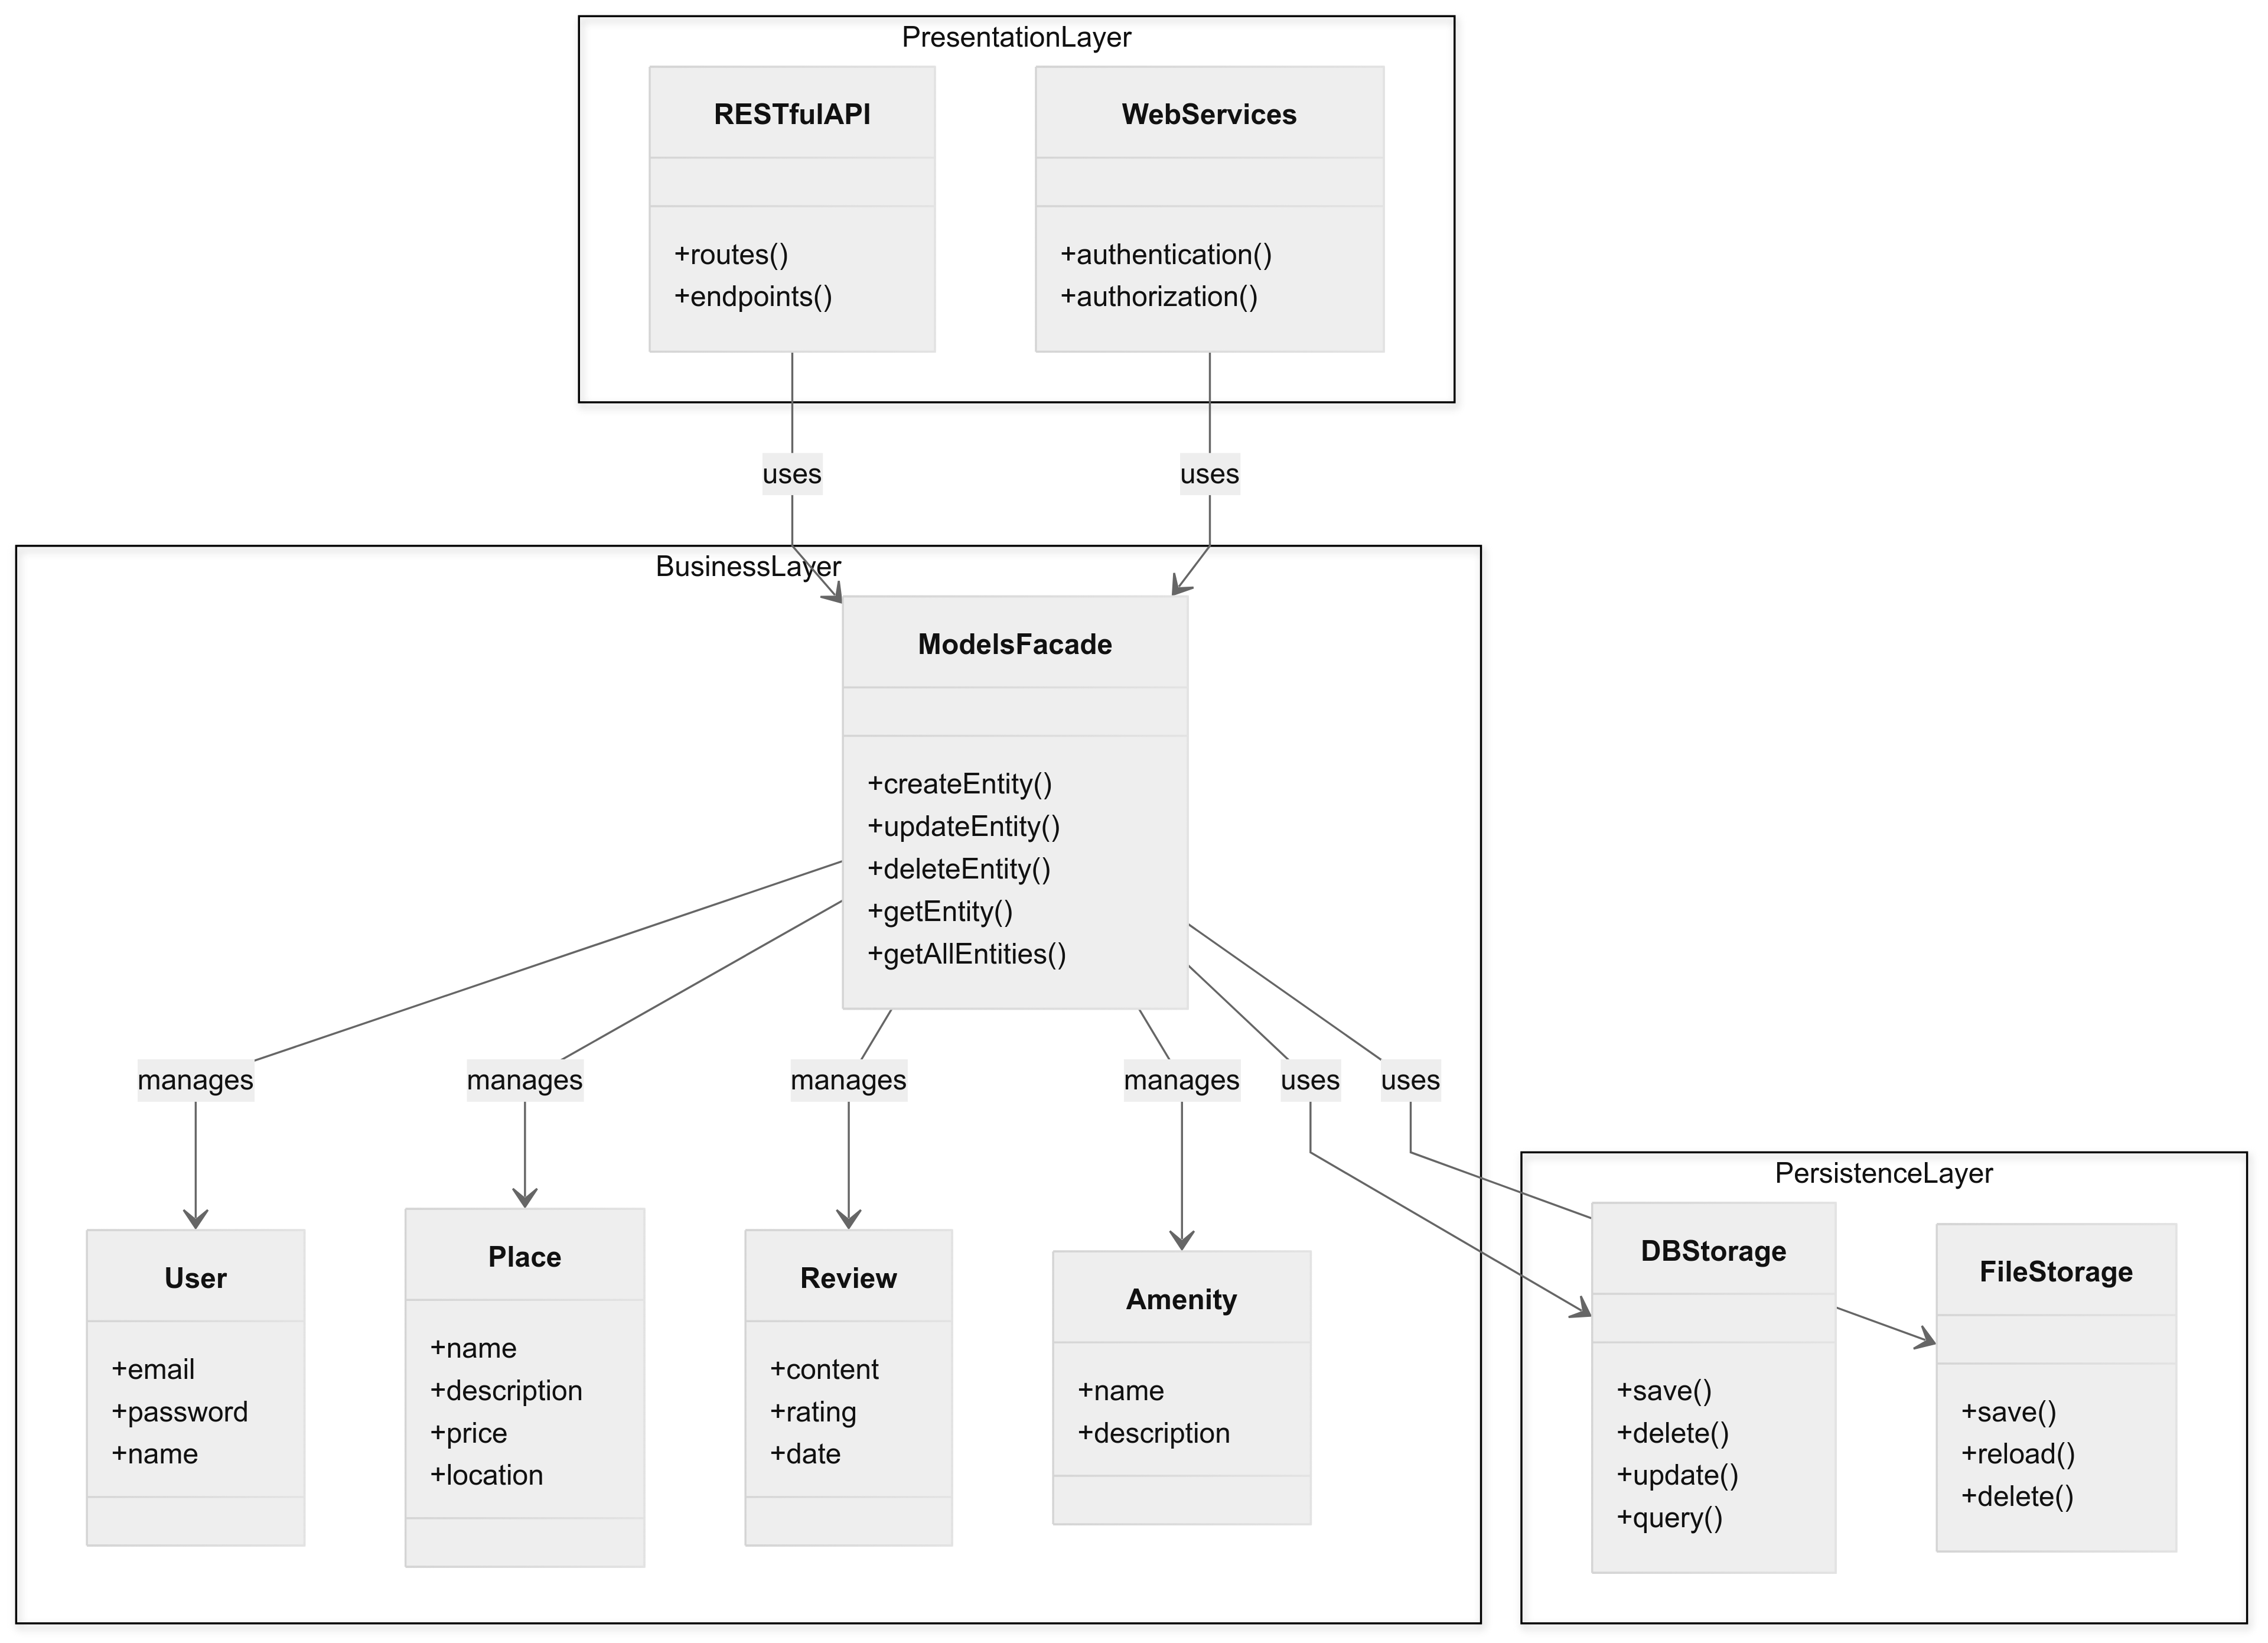 PresentationLayer
RESTfulAPI
+routes()
+endpoints()
WebServices
+authentication()
+authorization()
uses
uses
BusinessLayer
ModelsFacade
+createEntity()
+updateEntity()
+deleteEntity()
+getEntity()
+getAllEntities()
manages
manages
manages
manages
uses
uses
User
+email
+password
+name
Place
+name
+description
+price
+location
Review
+content
+rating
+date
Amenity
+name
+description
PersistenceLayer
DBStorage
+save()
+delete()
+update()
+query()
FileStorage
+save()
+reload()
+delete()